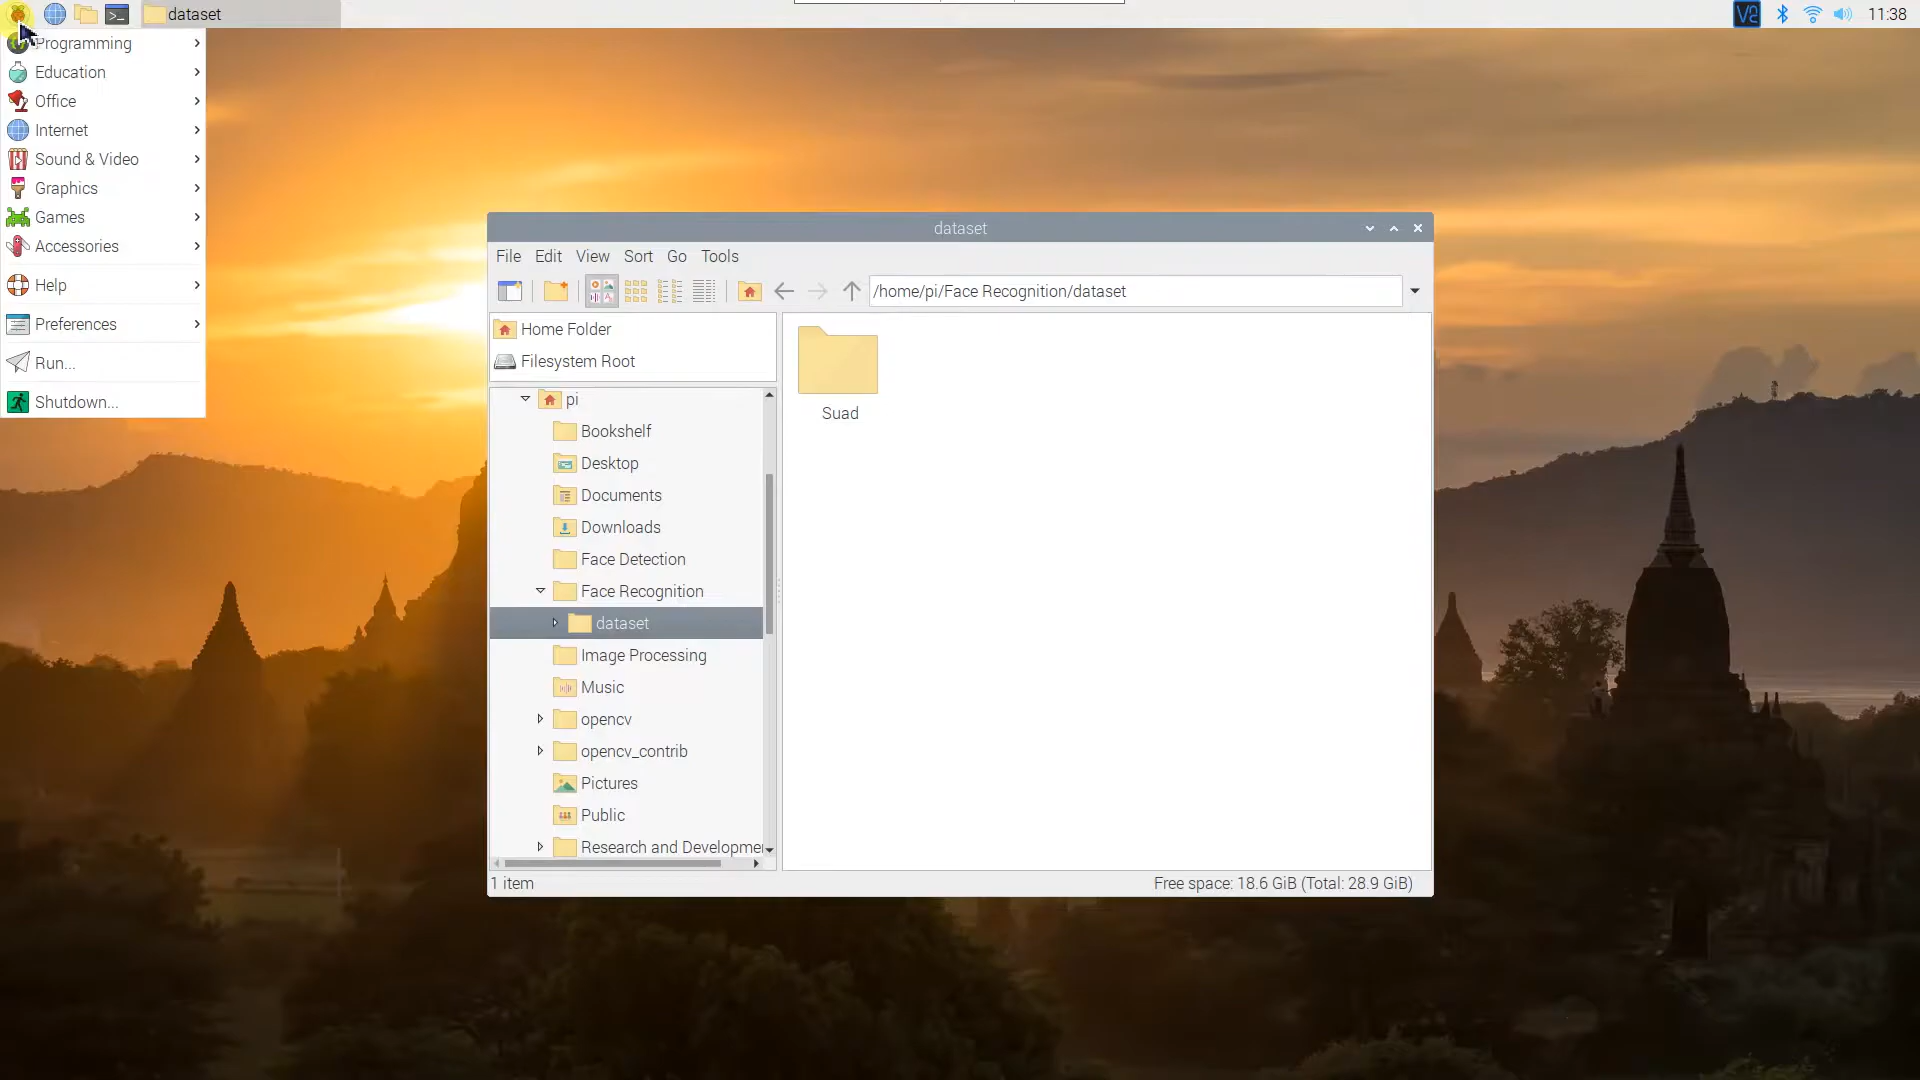 dataset
11:38
Programming
Education
Office
Internet
Sound & Video
Graphics
Games
Accessories
Help
Preferences
Run...
Shutdown...
dataset
File Edit View Sort Go Tools
/home/pi/Face Recognition/dataset
Home Folder
Filesystem Root
pi
Bookshelf
Desktop
Documents
Downloads
Face Detection
Face Recognition
dataset
Image Processing
Music
opencv
opencv_contrib
Pictures
Public
Research and Developme
Suad
1 item
Free space: 18.6 GiB (Total: 28.9 GiB)